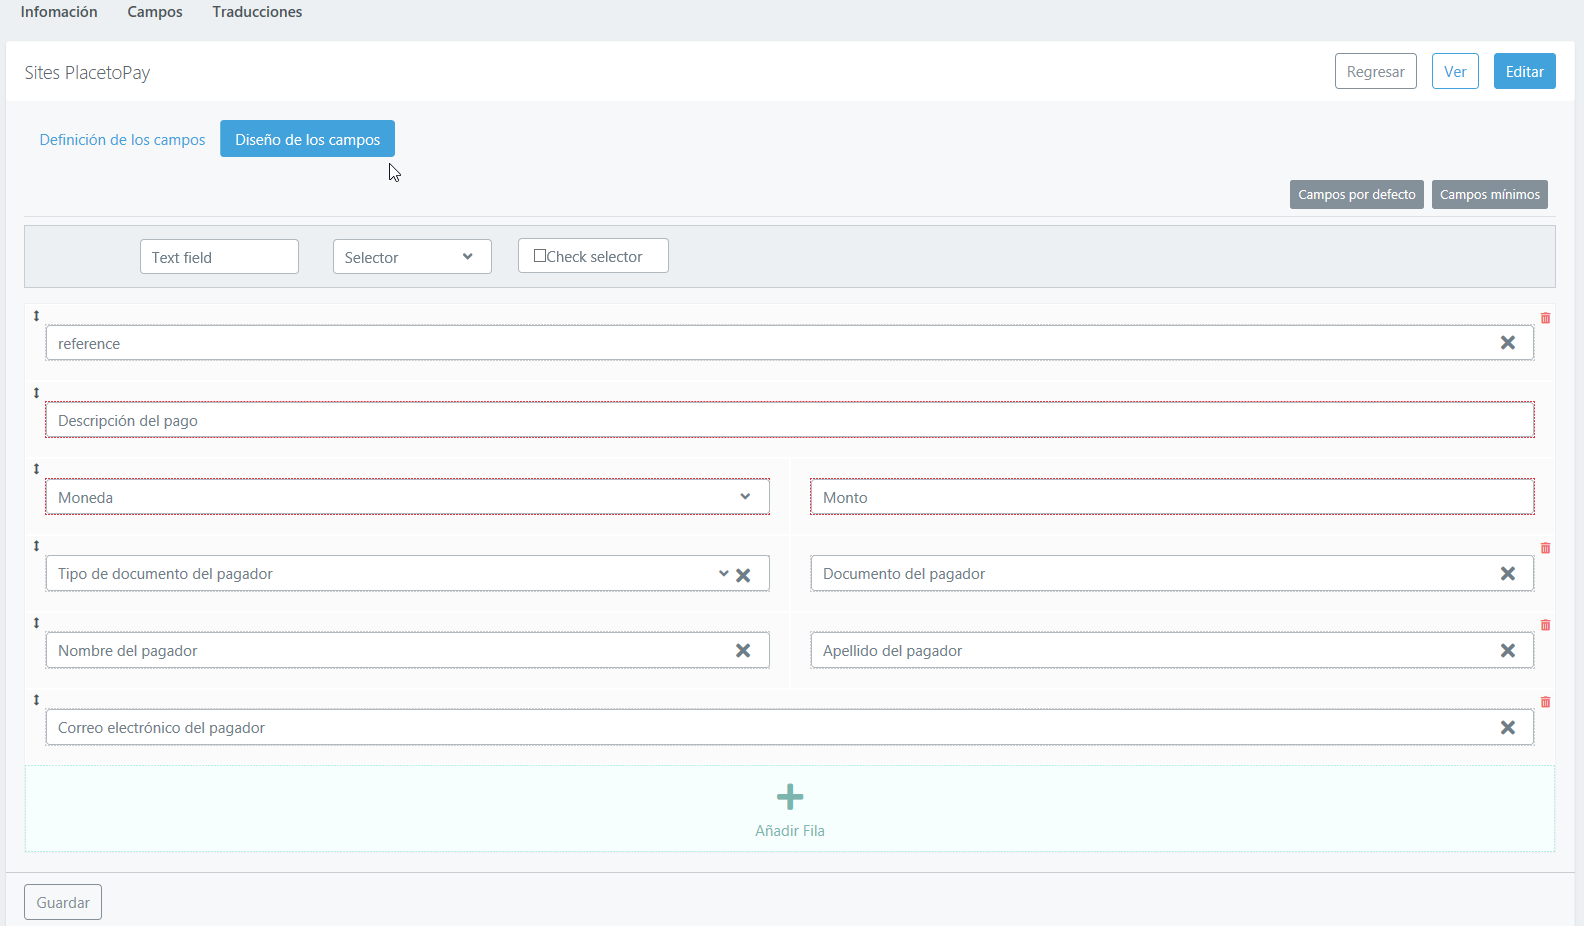 Infomación Campos Traducciones
Sites PlacetoPay Regresar Ver Editar
Definición de los campos Diseño de los campos
Campos por defecto Campos mínimos
Text field Selector Check selector
reference
Descripción del pago
Moneda Monto
Tipo de documento del pagador Documento del pagador
Nombre del pagador Apellido del pagador
Correo electrónico del pagador
Añadir Fila
Guardar